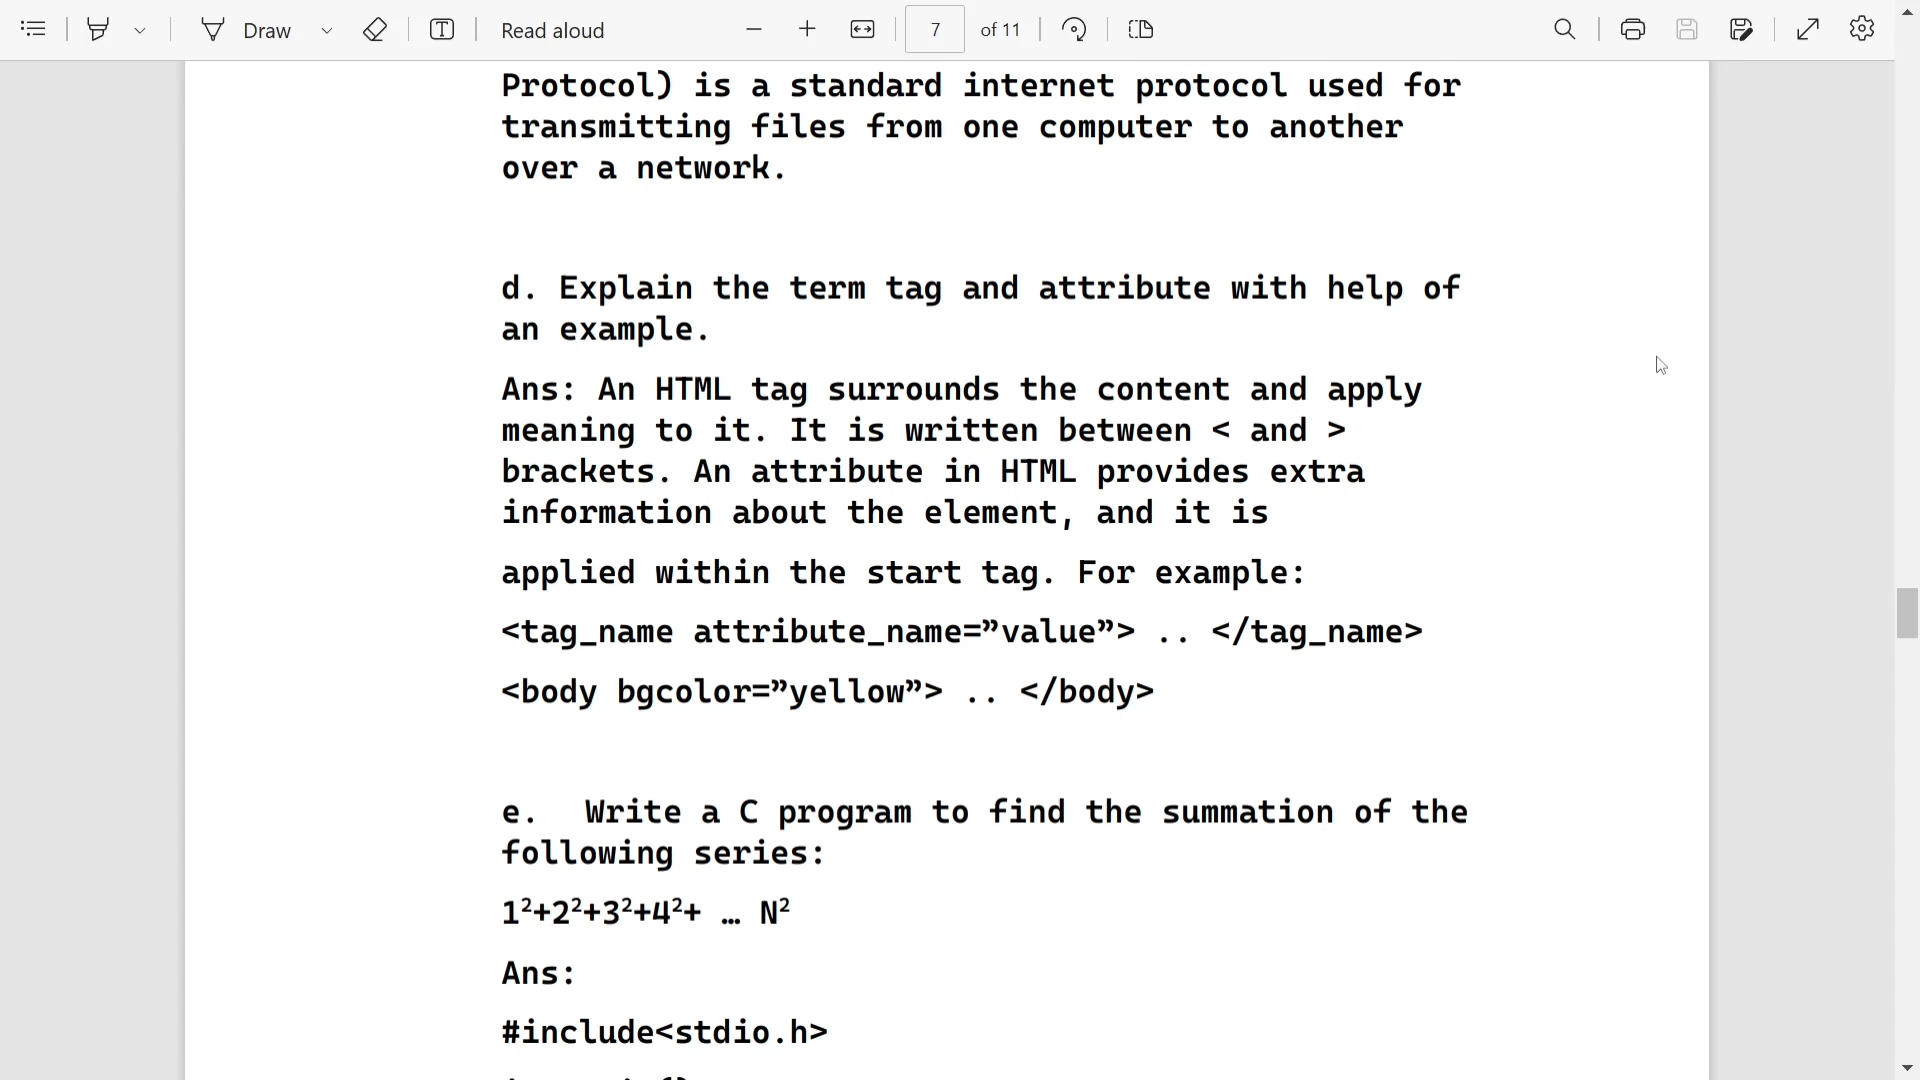 Draw
Read aloud
7 of 11
Protocol) is a standard internet protocol used for
transmitting files from one computer to another
over a network.
d. Explain the term tag and attribute with help of
an example.
Ans: An HTML tag surrounds the content and apply
meaning to it. It is written between < and >
brackets. An attribute in HTML provides extra
information about the element, and it is
applied within the start tag. For example:
<tag_name attribute_name=”value”> .. </tag_name>
<body bgcolor=”yellow”> .. </body>
e. Write a C program to find the summation of the
following series:
1²+2²+3²+4²+ … N²
Ans:
#include<stdio.h>